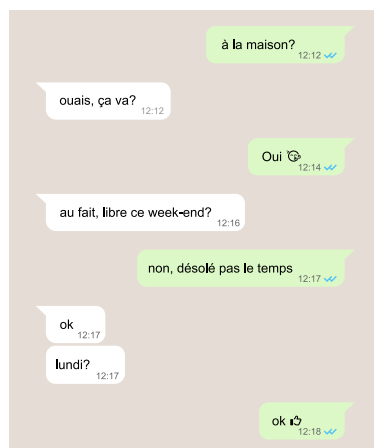 à la maison?
12:12
ouais, ça va?
12:12
Oui 😘
12:14
au fait, libre ce week-end?
12:16
non, désolé pas le temps
12:17
ok
12:17
lundi?
12:17
ok 👍
12:18